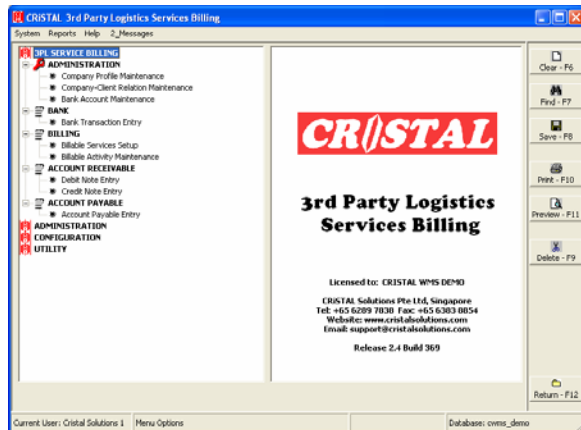 CRiSTAL 3rd Party Logistics Services Billing
System Reports Help 2_Messages
3PL SERVICE BILLING
ADMINISTRATION
Company Profile Maintenance
Company-Client Relation Maintenance
Bank Account Maintenance
BANK
Bank Transaction Entry
BILLING
Billable Services Setup
Billable Activity Maintenance
ACCOUNT RECEIVABLE
Debit Note Entry
Credit Note Entry
ACCOUNT PAYABLE
Account Payable Entry
ADMINISTRATION
CONFIGURATION
UTILITY
CRiSTAL
3rd Party Logistics
Services Billing
Licensed to: CRISTAL WMS DEMO
CRiSTAL Solutions Pte Ltd, Singapore
Tel: +65 6289 7838 Fax: +65 6383 8854
Website: www.cristalsolutions.com
Email: support@cristalsolutions.com
Release 2.4 Build 369
Clear - F6
Find - F7
Save - F8
Print - F10
Preview - F11
Delete - F9
Return - F12
Current User: Cristal Solutions 1 Menu Options Database: cwms_demo